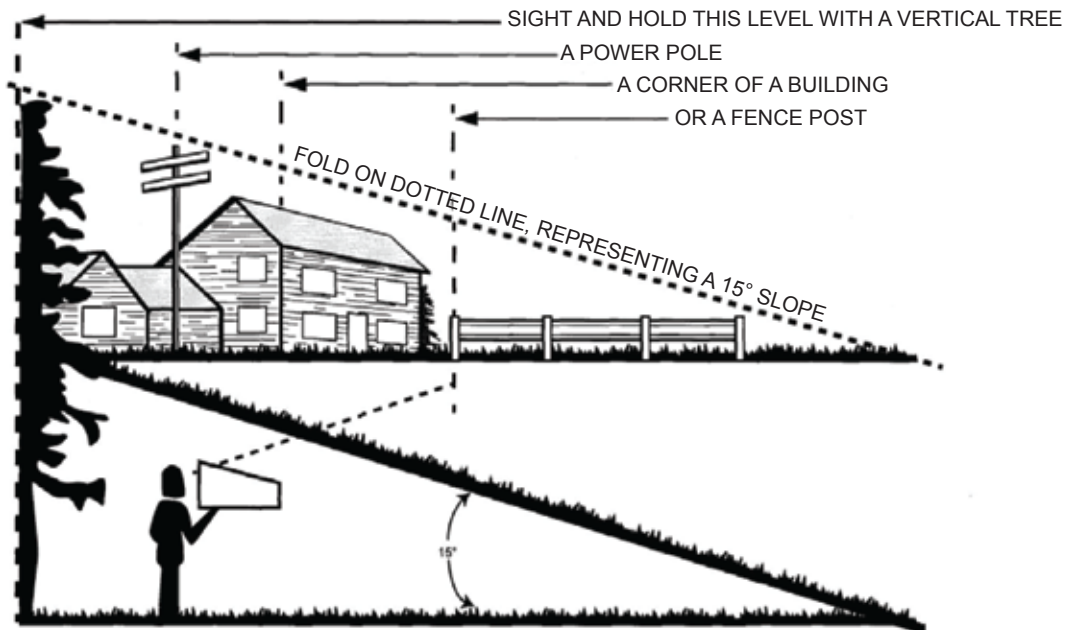 SIGHT AND HOLD THIS LEVEL WITH A VERTICAL TREE
A POWER POLE
A CORNER OF A BUILDING
OR A FENCE POST
FOLD ON DOTTED LINE, REPRESENTING A 15° SLOPE
15°